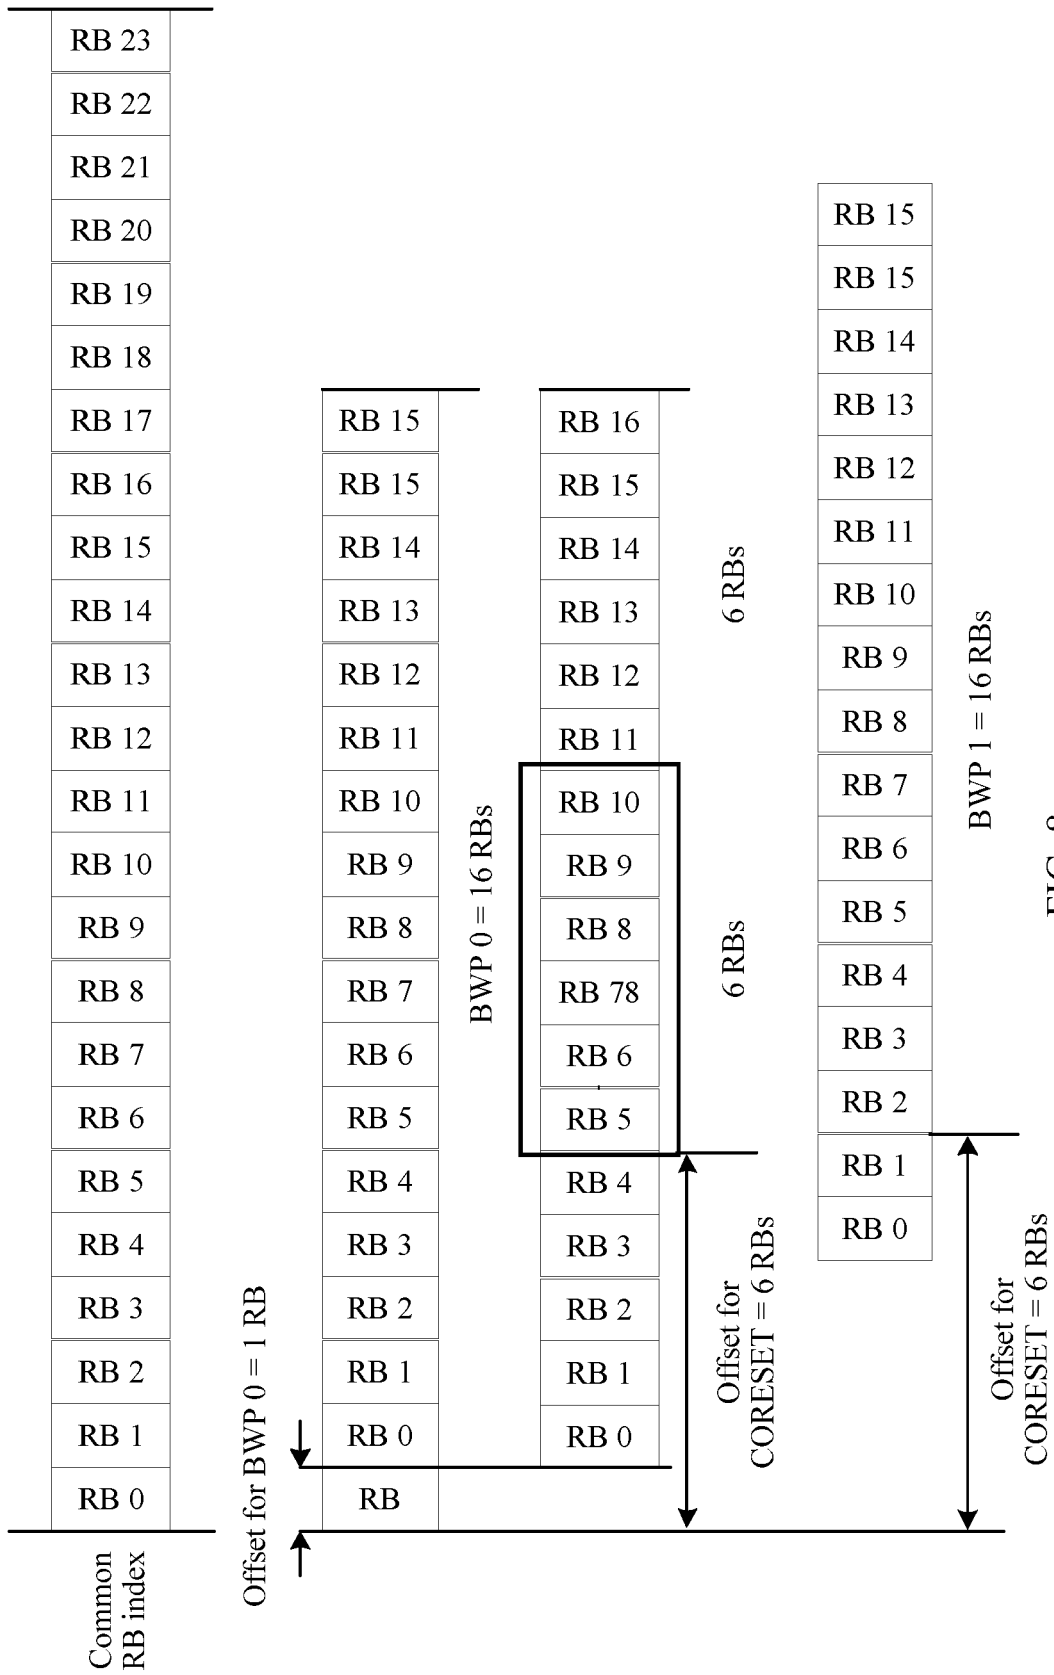 RB 23
RB 22
RB 21
RB 20
RB 19
RB 18
RB 17
RB 16
RB 15
RB 14
RB 13
RB 12
RB 11
RB 10
RB 9
RB 8
RB 7
RB 6
RB 5
RB 4
RB 3
RB 2
RB 1
RB 0
Common
RB index
Offset for BWP 0 = 1 RB
RB 15
RB 15
RB 14
RB 13
RB 12
RB 11
RB 10
RB 9
RB 8
RB 7
RB 6
RB 5
RB 4
RB 3
RB 2
RB 1
RB 0
RB
BWP 0 = 16 RBs
RB 16
RB 15
RB 14
RB 13
RB 12
RB 11
RB 10
RB 9
RB 8
RB 78
RB 6
RB 5
RB 4
RB 3
RB 2
RB 1
RB 0
6 RBs
6 RBs
Offset for
CORESET = 6 RBs
RB 15
RB 15
RB 14
RB 13
RB 12
RB 11
RB 10
RB 9
RB 8
RB 7
RB 6
RB 5
RB 4
RB 3
RB 2
RB 1
RB 0
BWP 1 = 16 RBs
Offset for
CORESET = 6 RBs